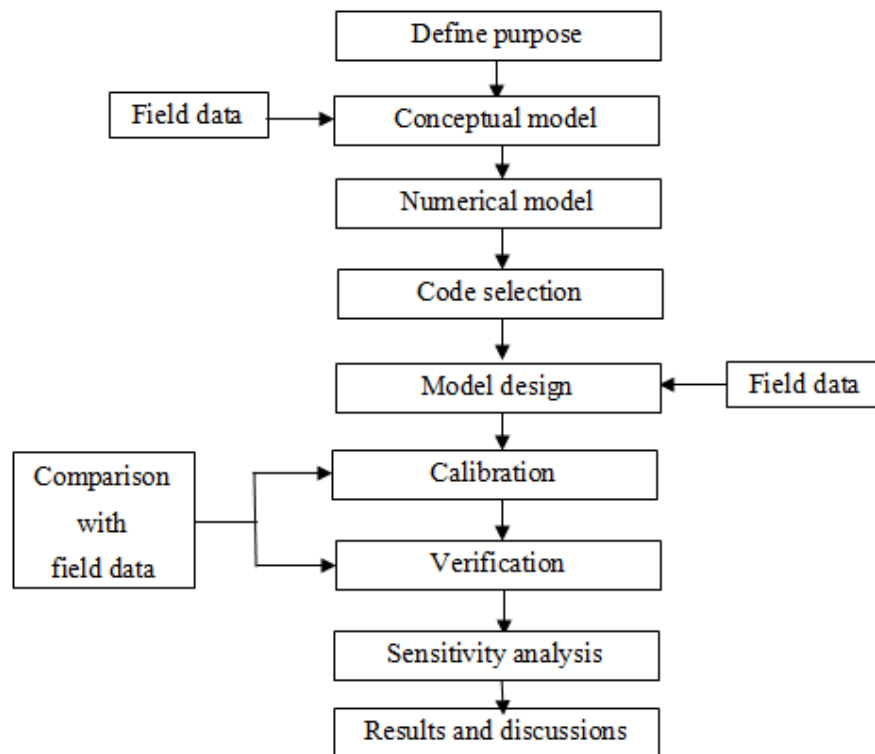 Define purpose
Field data
Conceptual model
Numerical model
Code selection
Model design
Field data
Calibration
Comparison
with
field data
Verification
Sensitivity analysis
Results and discussions